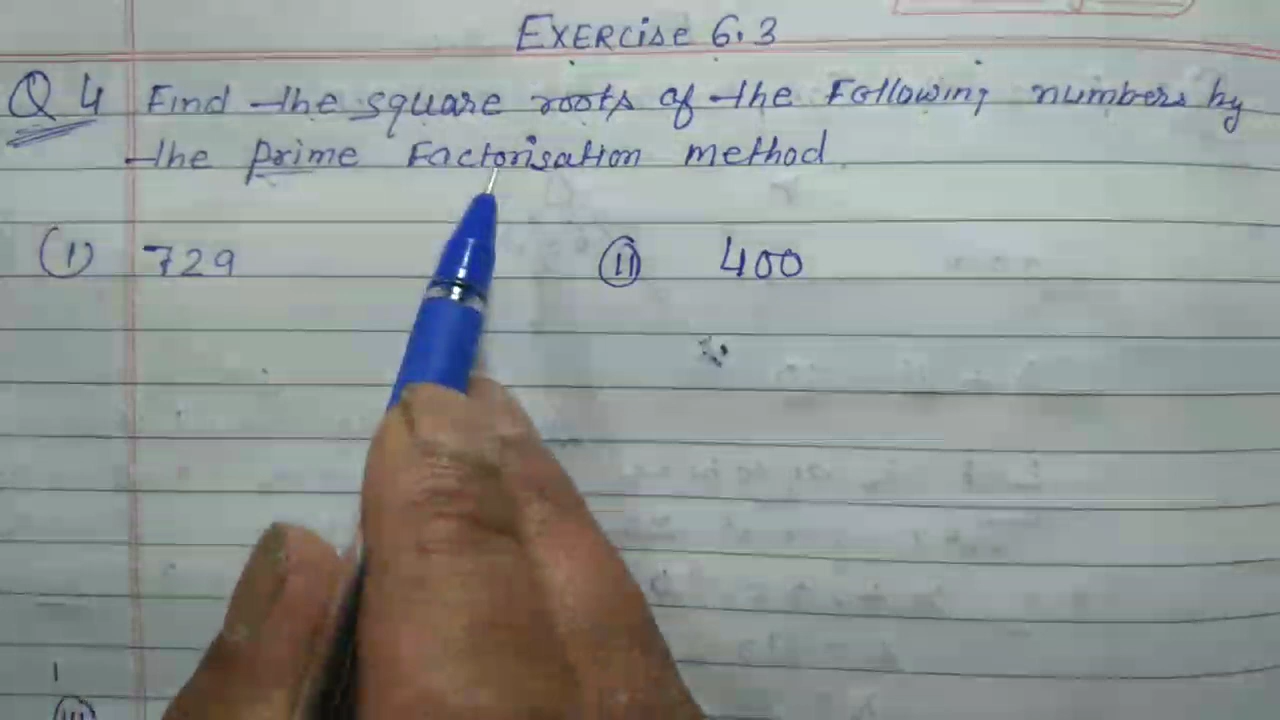 Exercise 6.3
Q 4 Find the square roots of the Following numbers by
the prime Factorisation method
(i) 729 (ii) 400
(iii)